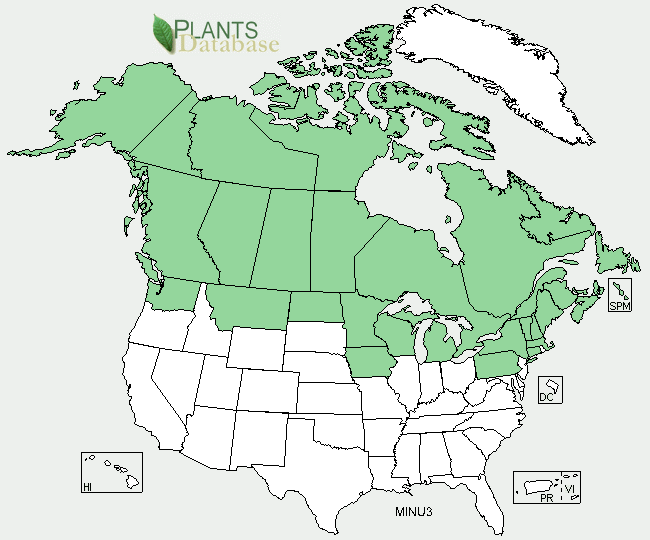 PLANTS
Database
SPM
DC
HI
PR
VI
MINU3